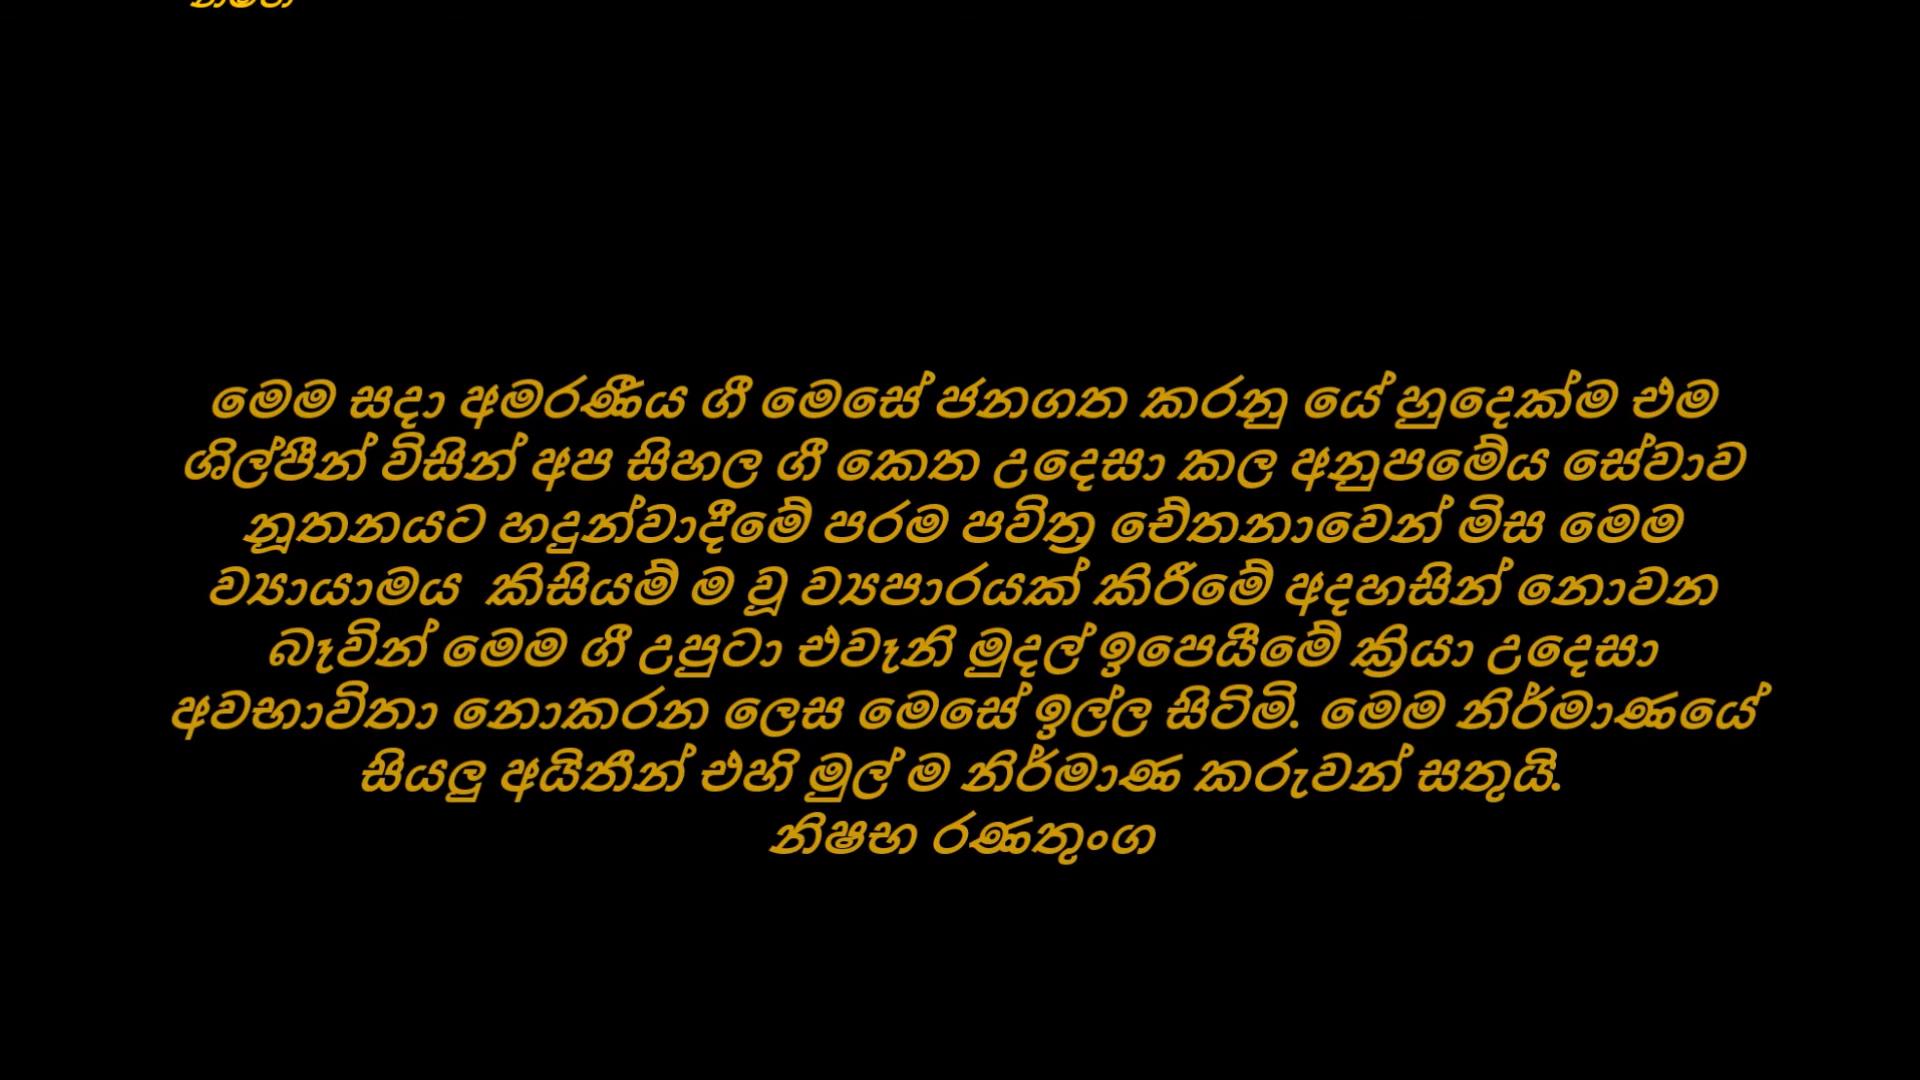 මෙම සදා අමරණීය ගී මෙසේ ජනගත කරනු යේ හුදෙක්ම එම
ශිල්පීන් විසින් අප සිහල ගී කෙත උදෙසා කල අනුපමේය සේවාව
නූතනයට හදුන්වාදීමේ පරම පවිත්‍ර චේතනාවෙන් මිස මෙම
ව්‍යායාමය කිසියම් ම වූ ව්‍යපාරයක් කිරීමේ අදහසින් නොවන
බැවින් මෙම ගී උපුටා එවැනි මුදල් ඉපෙයීමේ ක්‍රියා උදෙසා
අවභාවිතා නොකරන ලෙස මෙසේ ඉල්ල සිටිමි. මෙම නිර්මාණයේ
සියලු අයිතීන් එහි මුල් ම නිර්මාණ කරුවන් සතුයි.
නිෂභ රණතුංග